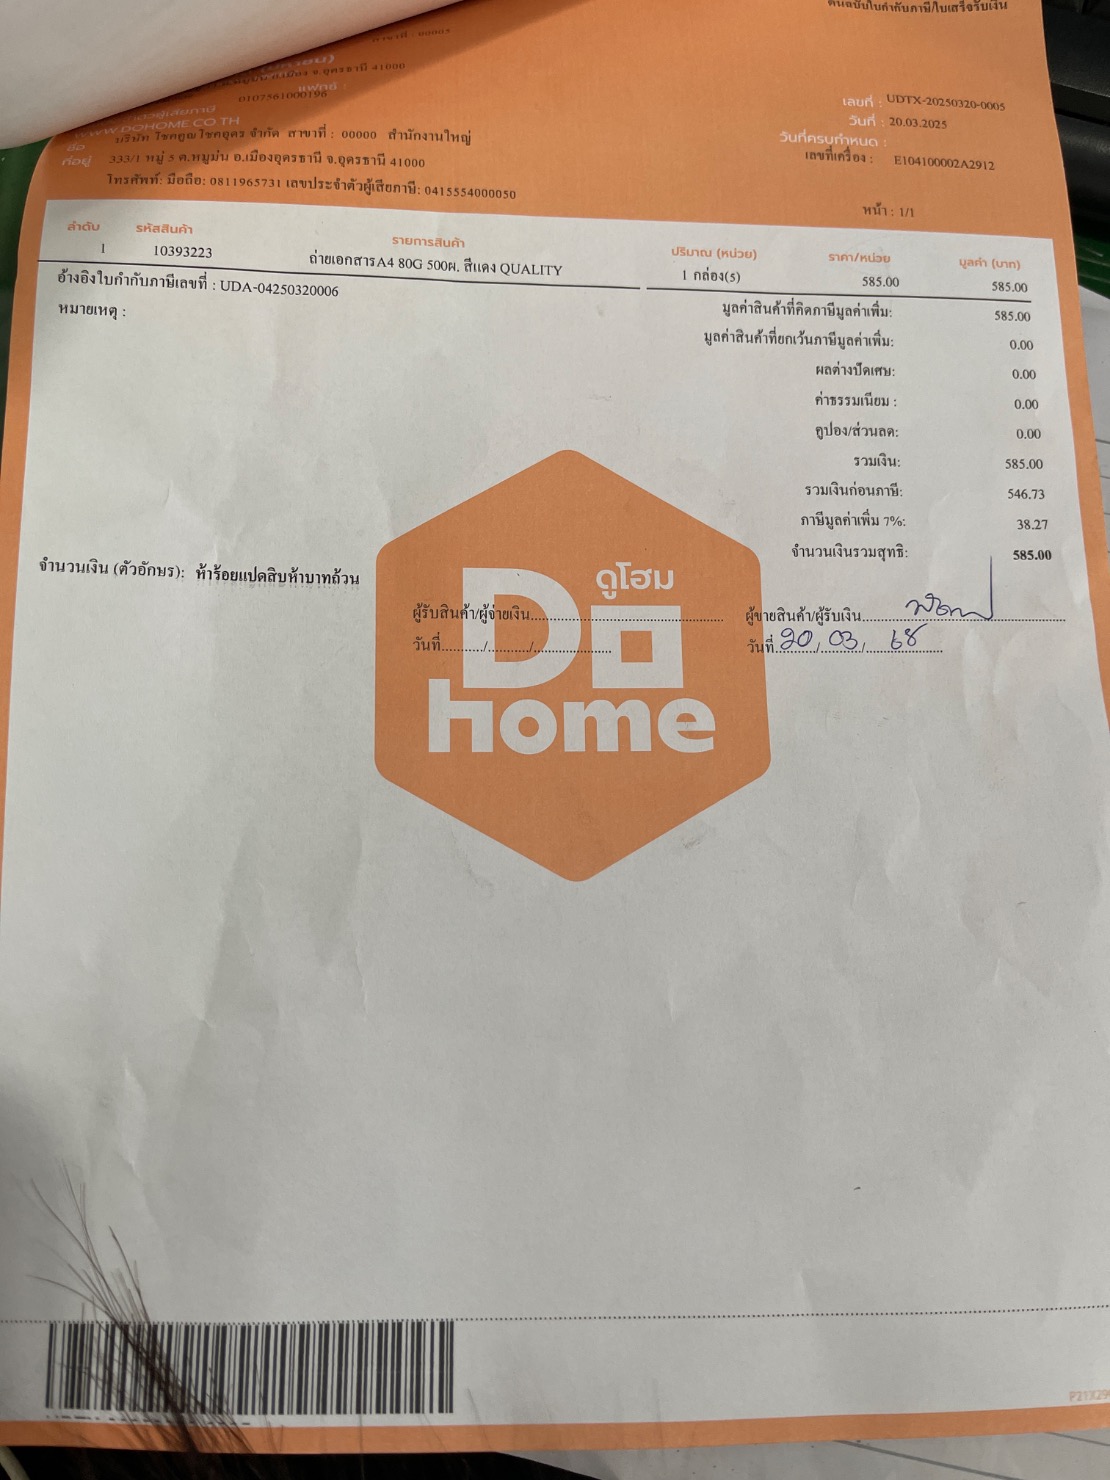 ต้นฉบับใบกำกับภาษี/ใบเสร็จรับเงิน
จ.อุดรธานี 41000
แฟกซ์ :
0107561000196
WWW.DOHOME.CO.TH
เลขที่ : UDTX-20250320-0005
วันที่ : 20.03.2025
วันที่ครบกำหนด :
เลขที่เครื่อง : E104100002A2912
ชื่อ บริษัท โชคคูณโชคอุดร จำกัด สาขาที่ : 00000 สำนักงานใหญ่
ที่อยู่ 333/1 หมู่ 5 ต.หมูม่น อ.เมืองอุดรธานี จ.อุดรธานี 41000
โทรศัพท์: มือถือ: 0811965731 เลขประจำตัวผู้เสียภาษี: 0415554000050
หน้า : 1/1
ลำดับ รหัสสินค้า รายการสินค้า ปริมาณ (หน่วย) ราคา/หน่วย มูลค่า (บาท)
1 10393223 ถ่ายเอกสารA4 80G 500ผ. สีแดง QUALITY 1 กล่อง(5) 585.00 585.00
อ้างอิงใบกำกับภาษีเลขที่ : UDA-04250320006
หมายเหตุ :
มูลค่าสินค้าที่คิดภาษีมูลค่าเพิ่ม: 585.00
มูลค่าสินค้าที่ยกเว้นภาษีมูลค่าเพิ่ม: 0.00
ผลต่างปัดเศษ: 0.00
ค่าธรรมเนียม : 0.00
คูปอง/ส่วนลด: 0.00
รวมเงิน: 585.00
รวมเงินก่อนภาษี: 546.73
ภาษีมูลค่าเพิ่ม 7%: 38.27
จำนวนเงินรวมสุทธิ: 585.00
จำนวนเงิน (ตัวอักษร): ห้าร้อยแปดสิบห้าบาทถ้วน
ดูโฮม
Do
home
ผู้รับสินค้า/ผู้จ่ายเงิน
ผู้ขายสินค้า/ผู้รับเงิน
วันที่........../........../..........
วันที่ 20/03/68